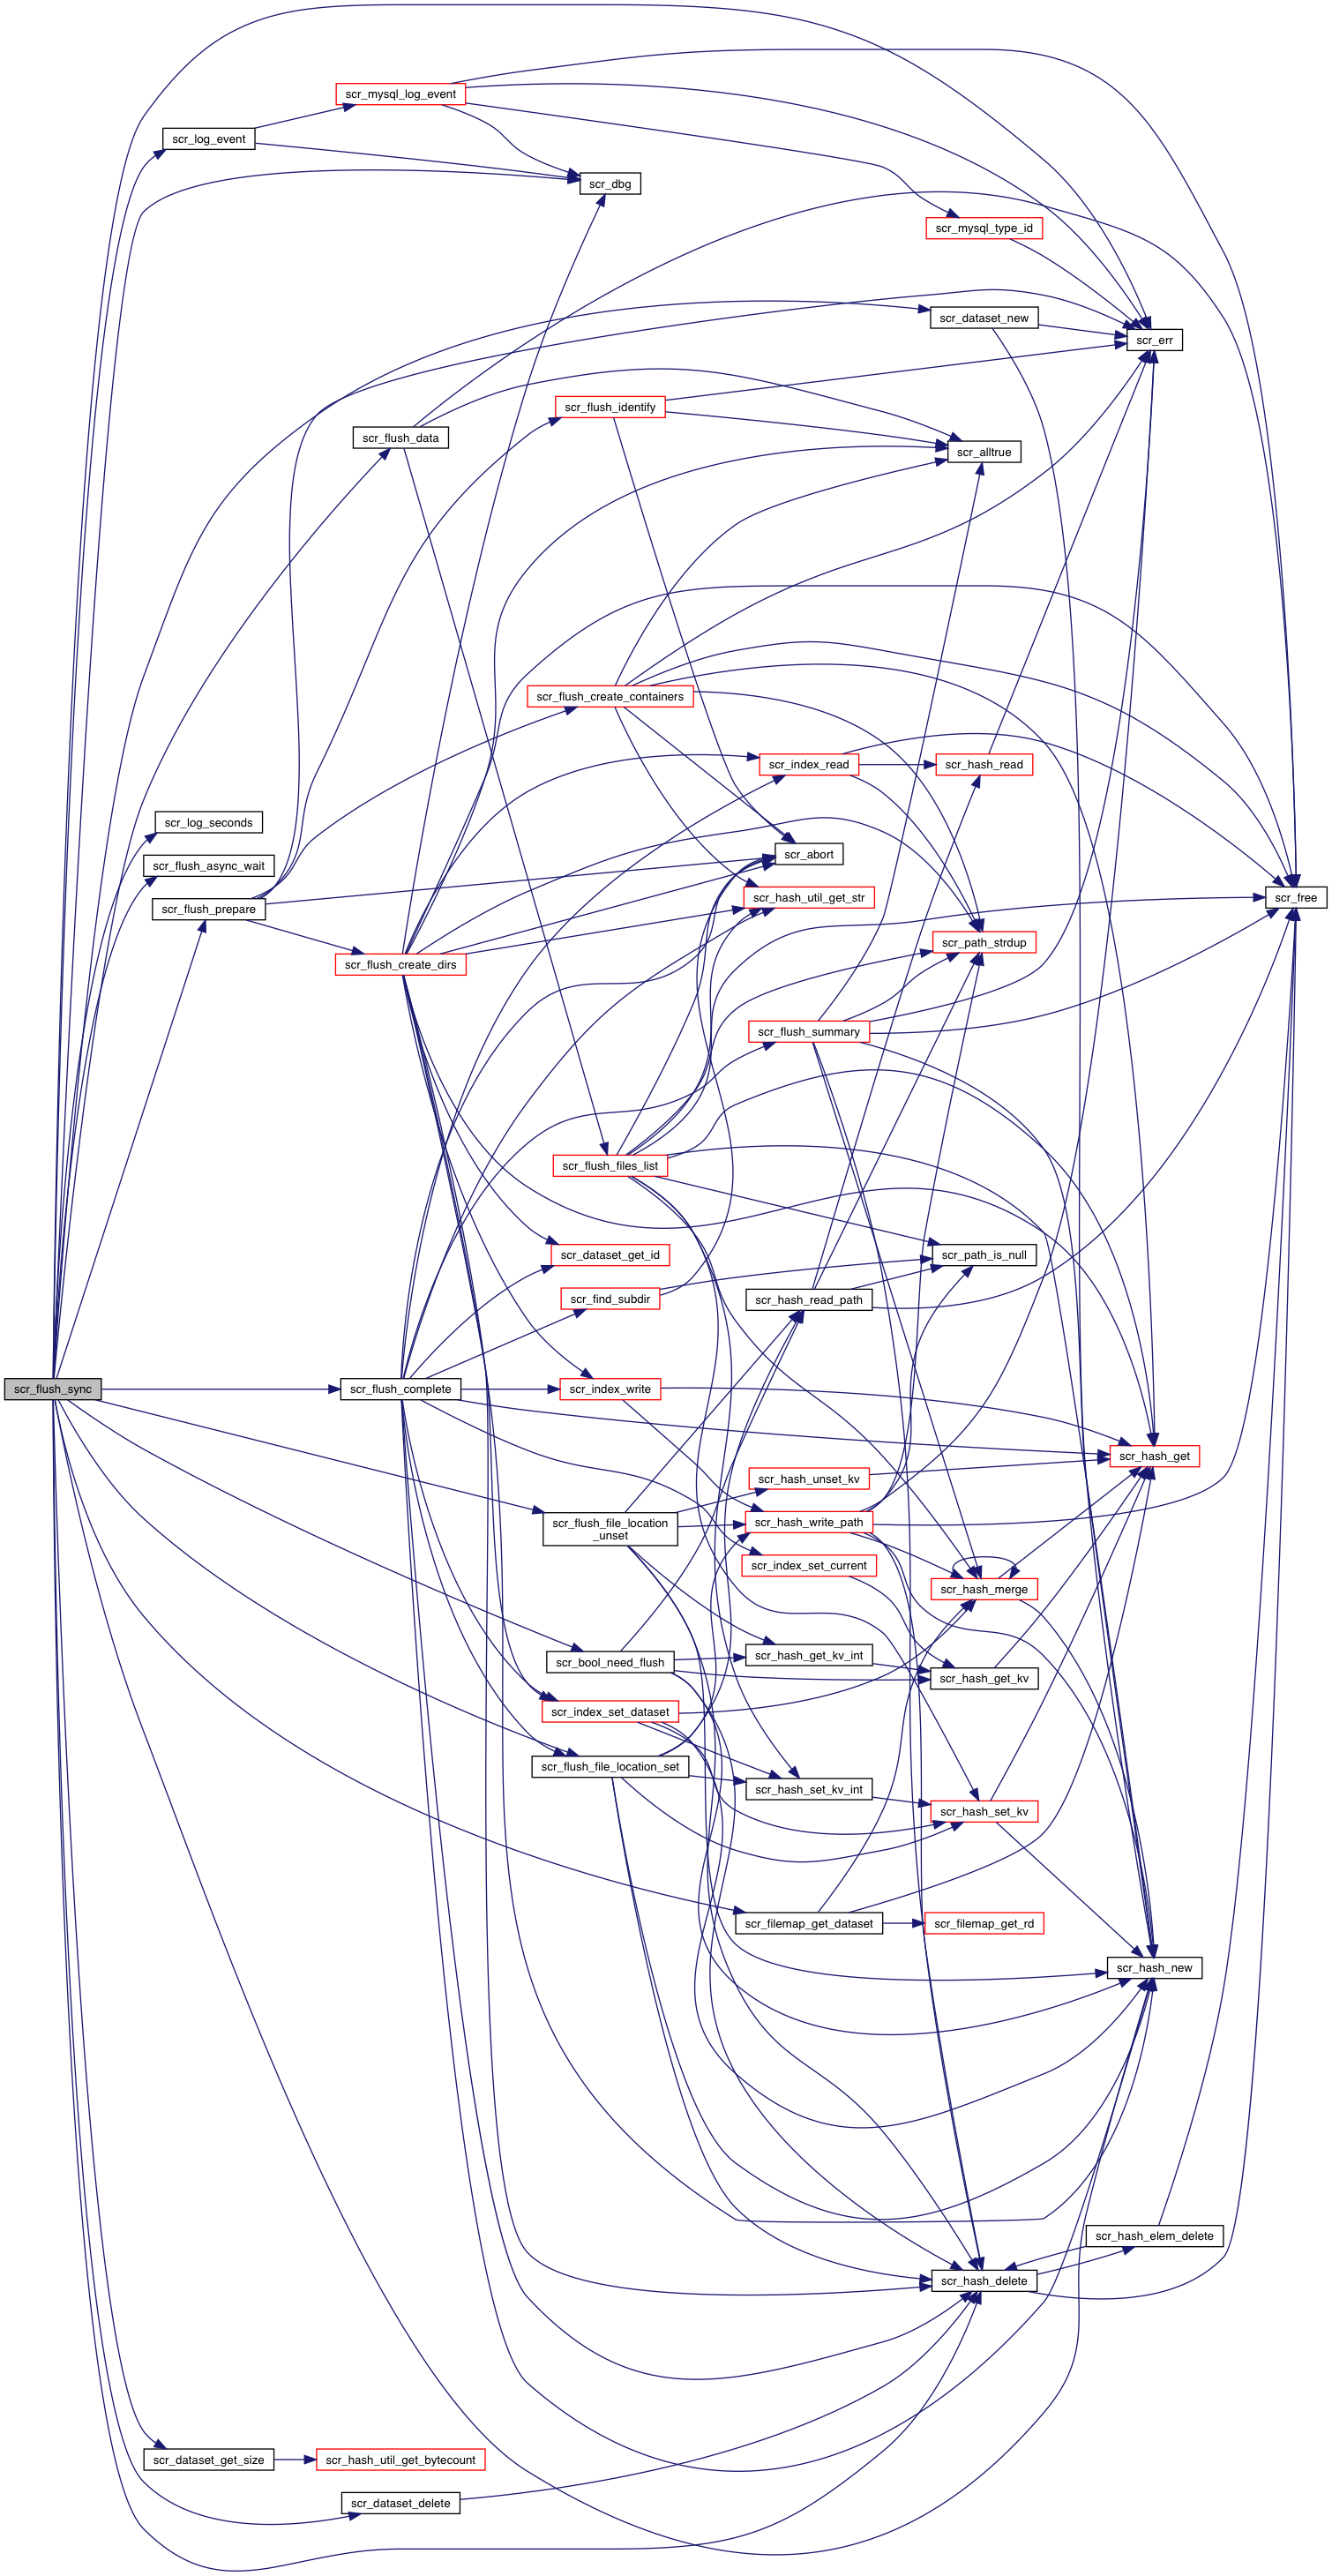 scr_mysql_log_event
scr_log_event
scr_dbg
scr_mysql_type_id
scr_dataset_new
scr_err
scr_flush_identify
scr_flush_data
scr_alltrue
scr_flush_create_containers
scr_index_read
scr_hash_read
scr_log_seconds
scr_abort
scr_flush_async_wait
scr_hash_util_get_str
scr_free
scr_flush_prepare
scr_path_strdup
scr_flush_create_dirs
scr_flush_summary
scr_flush_files_list
scr_dataset_get_id
scr_path_is_null
scr_find_subdir
scr_hash_read_path
scr_flush_sync
scr_flush_complete
scr_index_write
scr_hash_get
scr_hash_unset_kv
scr_flush_file_location
_unset
scr_hash_write_path
scr_index_set_current
scr_hash_merge
scr_hash_get_kv_int
scr_bool_need_flush
scr_hash_get_kv
scr_index_set_dataset
scr_flush_file_location_set
scr_hash_set_kv_int
scr_hash_set_kv
scr_filemap_get_dataset
scr_filemap_get_rd
scr_hash_new
scr_hash_elem_delete
scr_hash_delete
scr_dataset_get_size
scr_hash_util_get_bytecount
scr_dataset_delete